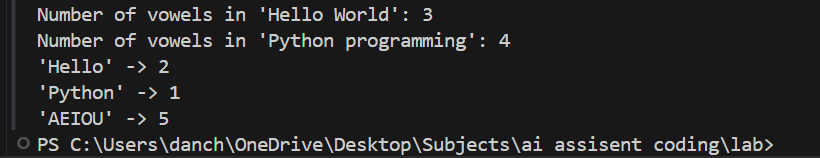 Number of vowels in 'Hello World': 3
Number of vowels in 'Python programming': 4
'Hello' -> 2
'Python' -> 1
'AEIOU' -> 5
PS C:\Users\danch\OneDrive\Desktop\Subjects\ai assisent coding\lab>